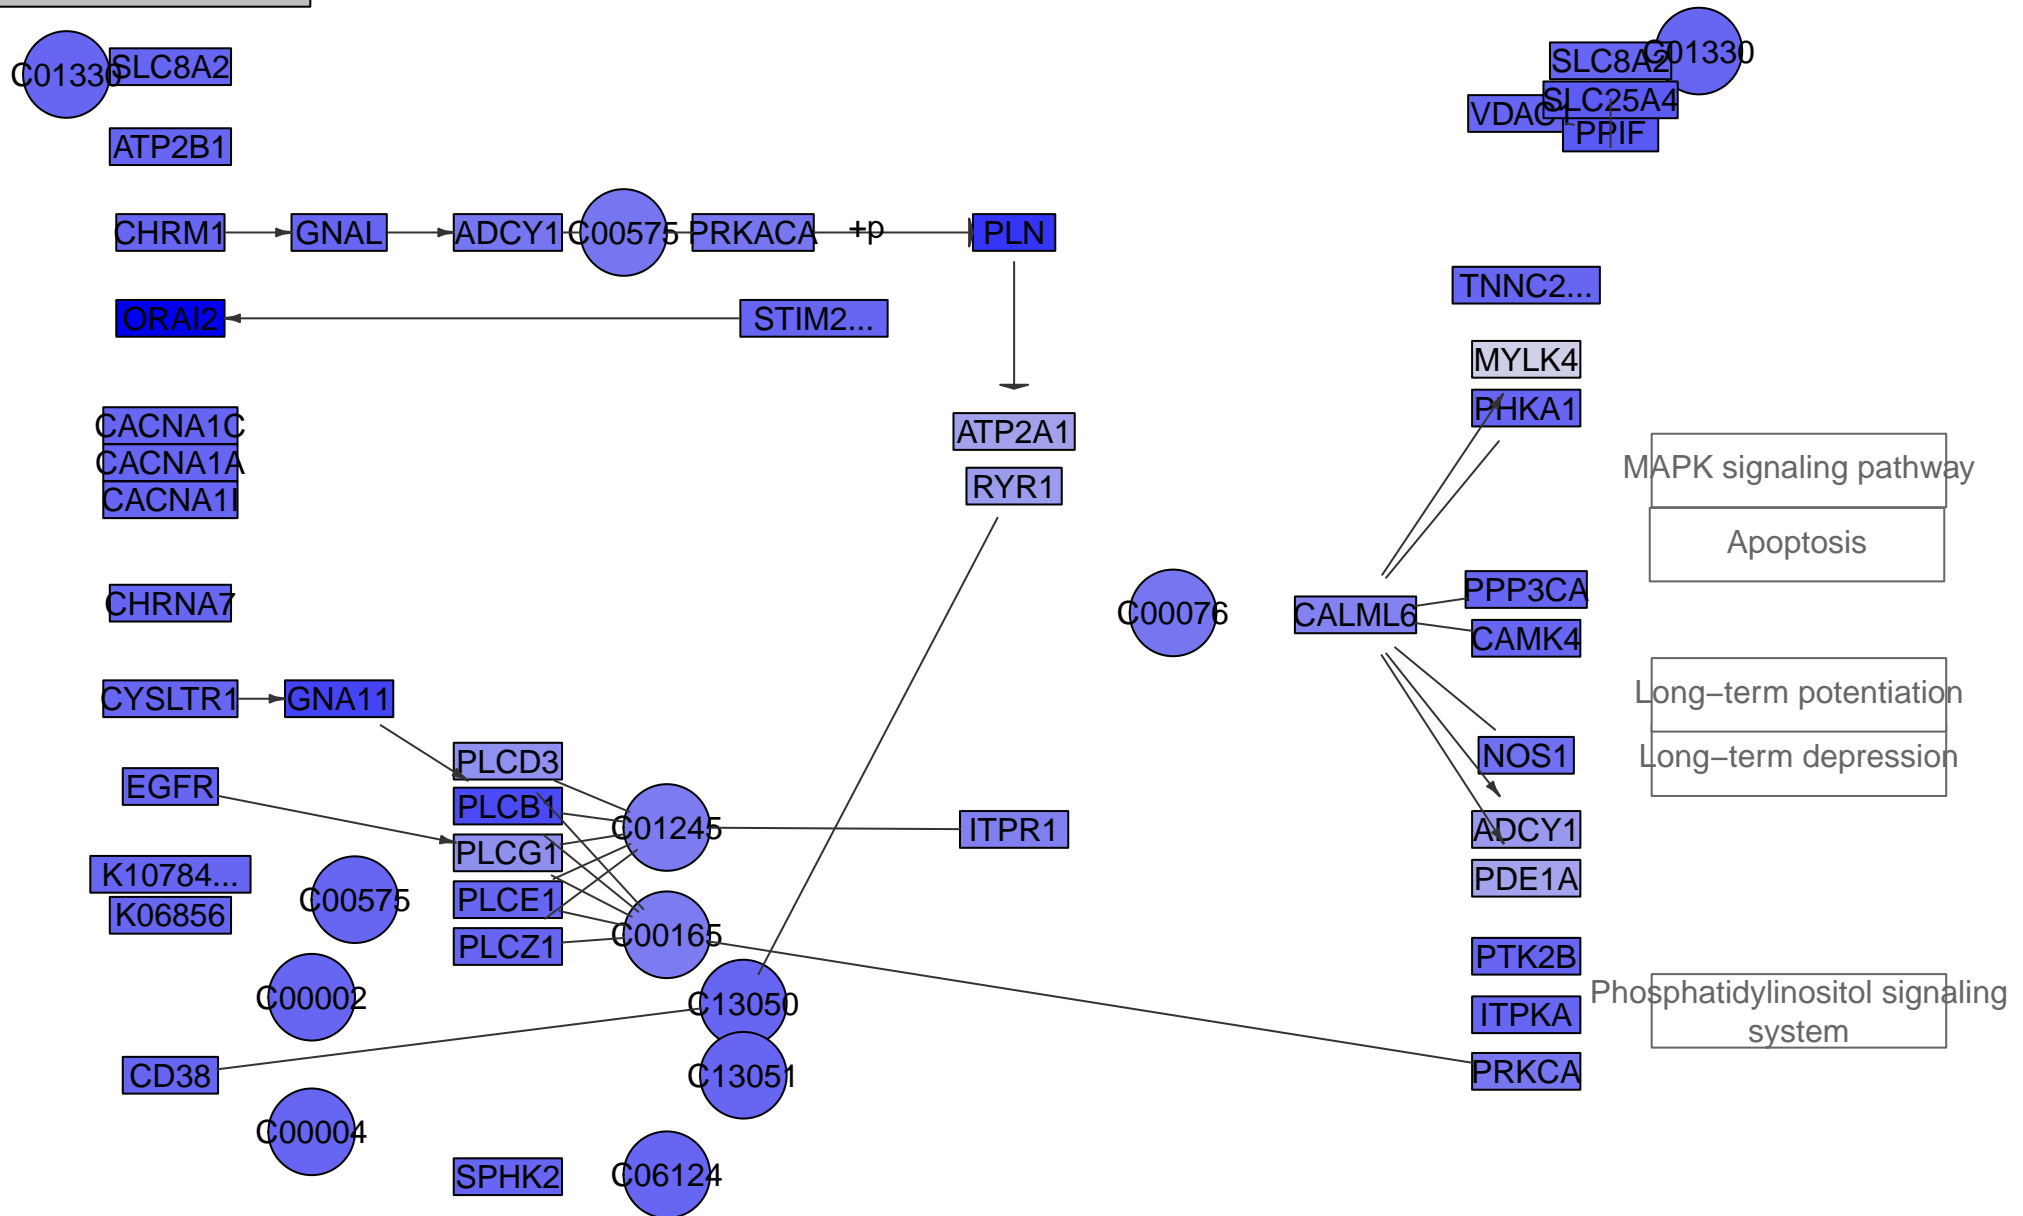 C01330
SLC8A2
SLC8A2
C01330
SLC25A4
VDAC1
PPIF
ATP2B1
CHRM1
GNAL
ADCY1
C00575
PRKACA
+p
PLN
TNNC2...
ORAI2
STIM2...
MYLK4
PHKA1
CACNA1C
CACNA1A
CACNA1I
ATP2A1
RYR1
MAPK signaling pathway
Apoptosis
CHRNA7
C00076
CALML6
PPP3CA
CAMK4
CYSLTR1
GNA11
Long−term potentiation
Long−term depression
PLCD3
NOS1
EGFR
PLCB1
C01245
ITPR1
ADCY1
PLCG1
K10784...
K06856
C00575
PLCE1
PDE1A
PLCZ1
C00165
PTK2B
C00002
C13050
ITPKA
Phosphatidylinositol signaling
system
CD38
C13051
PRKCA
C00004
SPHK2
C06124